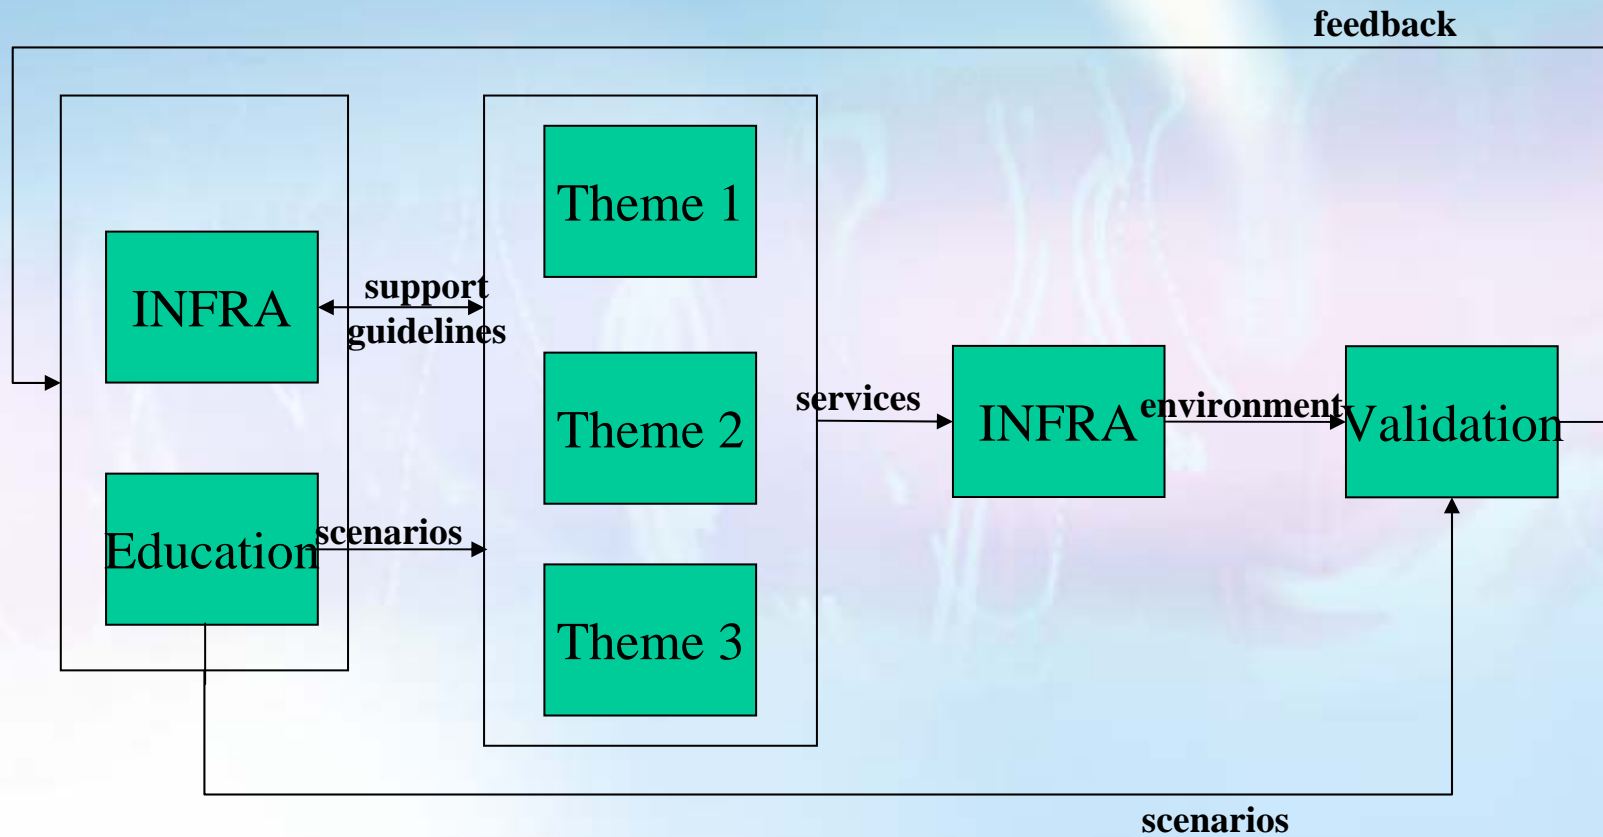 feedback
INFRA
Education
support
guidelines
scenarios
Theme 1
Theme 2
Theme 3
services
INFRA
environment
Validation
scenarios